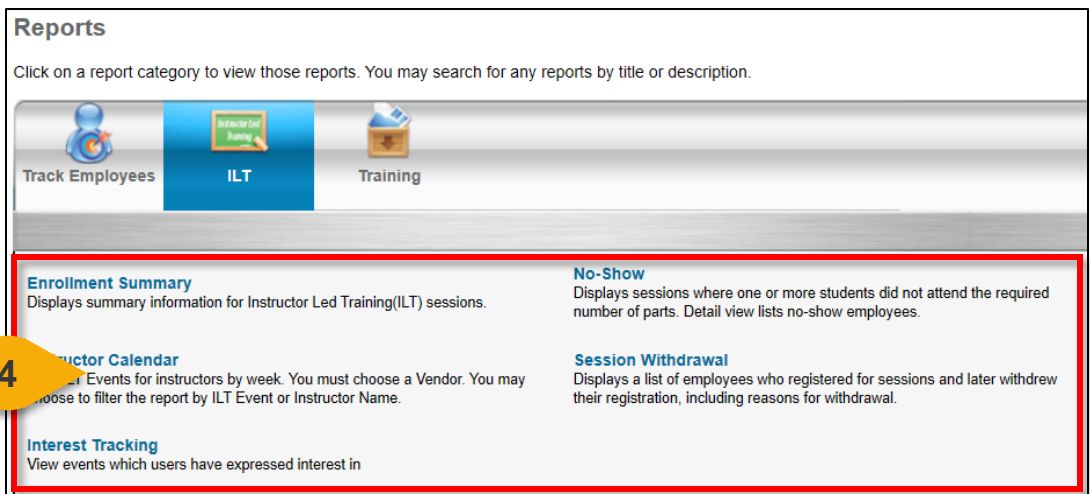 Reports
Click on a report category to view those reports. You may search for any reports by title or description.
Instructor Led
Training
Track Employees
ILT
Training
Enrollment Summary
Displays summary information for Instructor Led Training(ILT) sessions.
No-Show
Displays sessions where one or more students did not attend the required
number of parts. Detail view lists no-show employees.
4
Calendar
Events for instructors by week. You must choose a Vendor. You may
to filter the report by ILT Event or Instructor Name.
Session Withdrawal
Displays a list of employees who registered for sessions and later withdrew
their registration, including reasons for withdrawal.
Interest Tracking
View events which users have expressed interest in